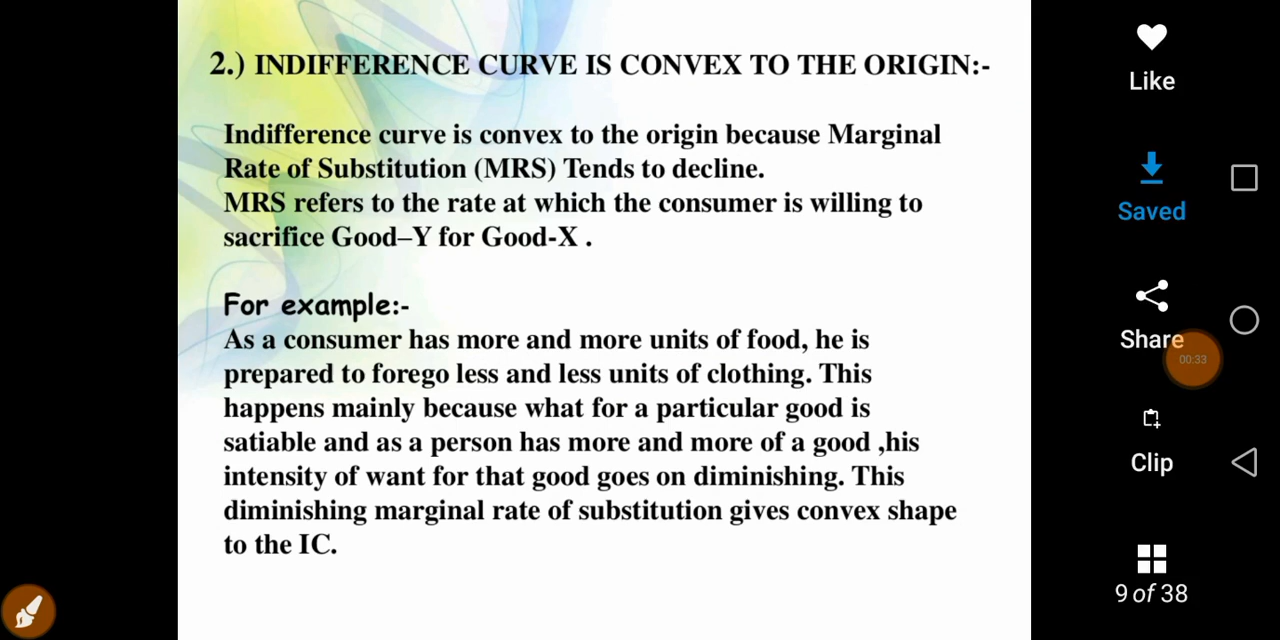 2.) INDIFFERENCE CURVE IS CONVEX TO THE ORIGIN:-
Indifference curve is convex to the origin because Marginal
Rate of Substitution (MRS) Tends to decline.
MRS refers to the rate at which the consumer is willing to
sacrifice Good–Y for Good-X .
For example:-
As a consumer has more and more units of food, he is
prepared to forego less and less units of clothing. This
happens mainly because what for a particular good is
satiable and as a person has more and more of a good ,his
intensity of want for that good goes on diminishing. This
diminishing marginal rate of substitution gives convex shape
to the IC.
Like
Saved
Share
00:33
Clip
9 of 38